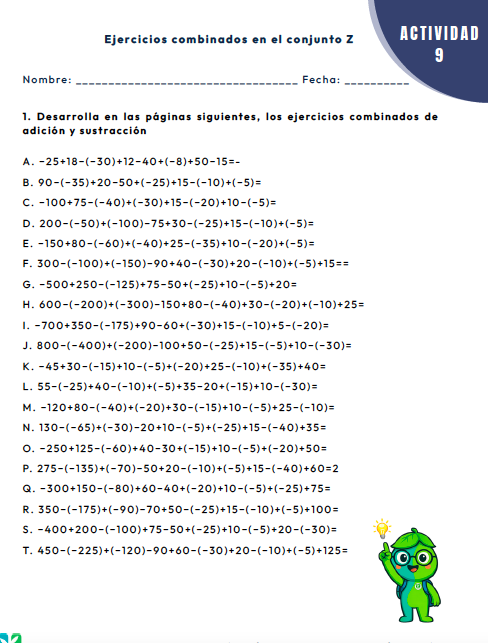 Ejercicios combinados en el conjunto Z
ACTIVIDAD
9
Nombre: __________________________________ Fecha: __________
1. Desarrolla en las páginas siguientes, los ejercicios combinados de
adición y sustracción
A. -25+18-(-30)+12-40+(-8)+50-15=-
B. 90-(-35)+20-50+(-25)+15-(-10)+(-5)=
C. -100+75-(-40)+(-30)+15-(-20)+10-(-5)=
D. 200-(-50)+(-100)-75+30-(-25)+15-(-10)+(-5)=
E. -150+80-(-60)+(-40)+25-(-35)+10-(-20)+(-5)=
F. 300-(-100)+(-150)-90+40-(-30)+20-(-10)+(-5)+15==
G. -500+250-(-125)+75-50+(-25)+10-(-5)+20=
H. 600-(-200)+(-300)-150+80-(-40)+30-(-20)+(-10)+25=
I. -700+350-(-175)+90-60+(-30)+15-(-10)+5-(-20)=
J. 800-(-400)+(-200)-100+50-(-25)+15-(-5)+10-(-30)=
K. -45+30-(-15)+10-(-5)+(-20)+25-(-10)+(-35)+40=
L. 55-(-25)+40-(-10)+(-5)+35-20+(-15)+10-(-30)=
M. -120+80-(-40)+(-20)+30-(-15)+10-(-5)+25-(-10)=
N. 130-(-65)+(-30)-20+10-(-5)+(-25)+15-(-40)+35=
O. -250+125-(-60)+40-30+(-15)+10-(-5)+(-20)+50=
P. 275-(-135)+(-70)-50+20-(-10)+(-5)+15-(-40)+60=2
Q. -300+150-(-80)+60-40+(-20)+10-(-5)+(-25)+75=
R. 350-(-175)+(-90)-70+50-(-25)+15-(-10)+(-5)+100=
S. -400+200-(-100)+75-50+(-25)+10-(-5)+20-(-30)=
T. 450-(-225)+(-120)-90+60-(-30)+20-(-10)+(-5)+125=